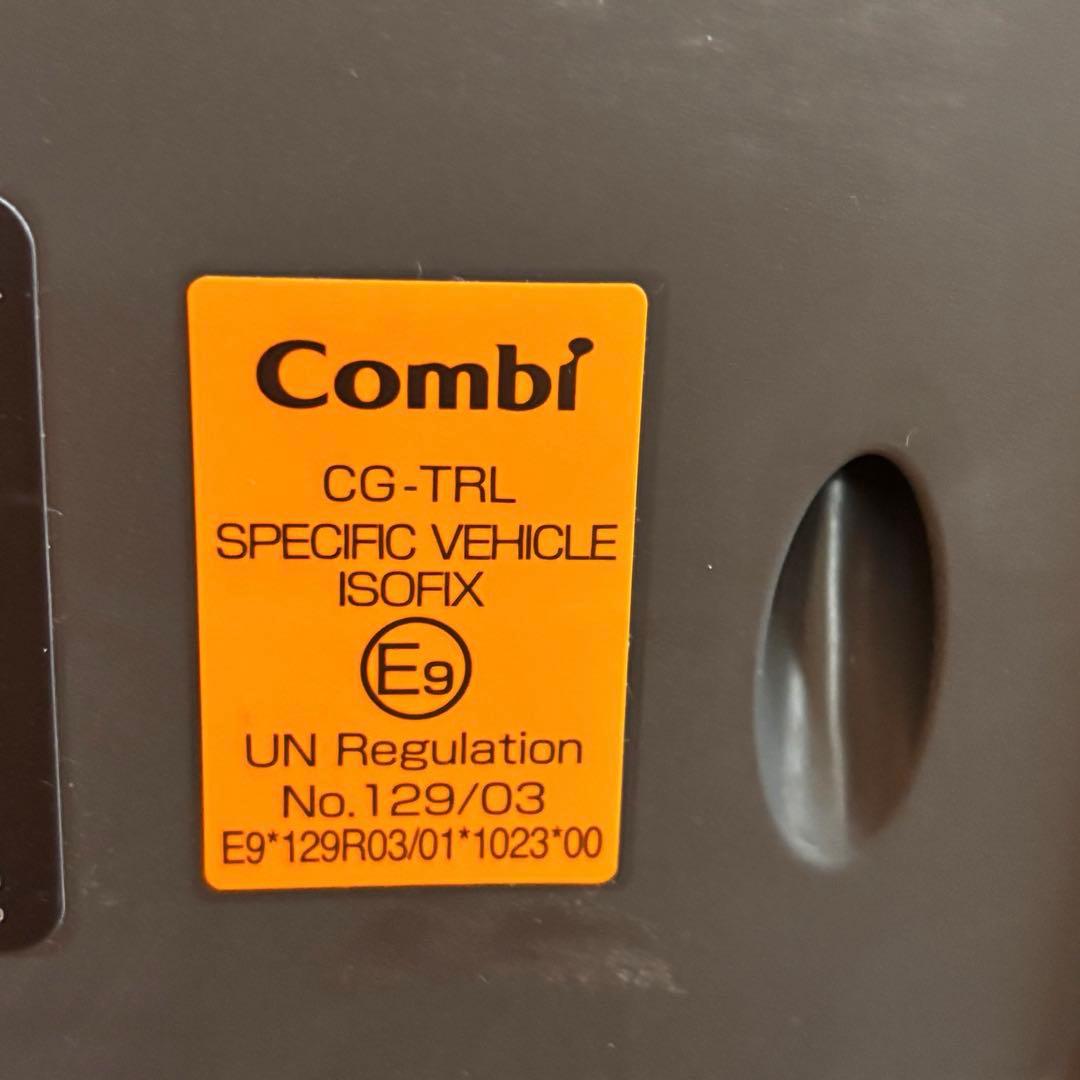 Combi
CG-TRL
SPECIFIC VEHICLE
ISOFIX
E9
UN Regulation
No.129/03
E9*129R03/01*1023*00